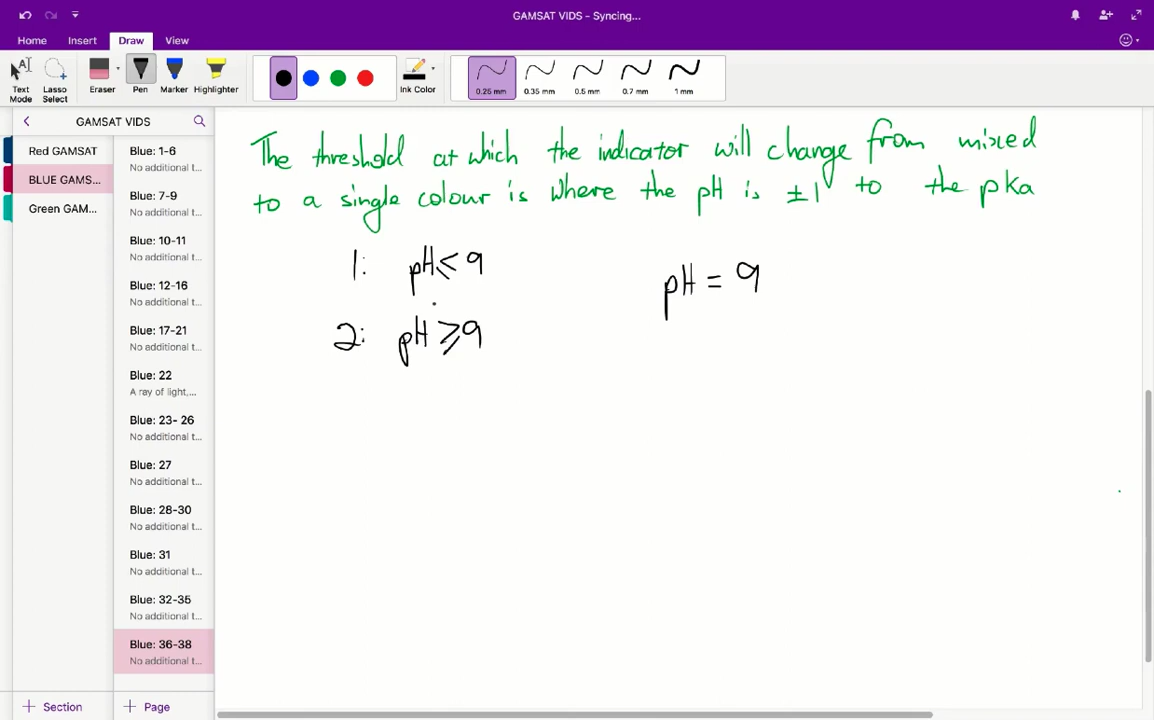 GAMSAT VIDS - Syncing...
Home Insert Draw View
Text Mode
Lasso Select
Eraser
Pen
Marker
Highlighter
Ink Color
0.25 mm
0.35 mm
0.5 mm
0.7 mm
1 mm
GAMSAT VIDS
Red GAMSAT
BLUE GAMS...
Green GAM...
Blue: 1-6
No additional t...
Blue: 7-9
No additional t...
Blue: 10-11
No additional t...
Blue: 12-16
No additional t...
Blue: 17-21
No additional t...
Blue: 22
A ray of light,...
Blue: 23- 26
No additional t...
Blue: 27
No additional t...
Blue: 28-30
No additional t...
Blue: 31
No additional t...
Blue: 32-35
No additional t...
Blue: 36-38
No additional t...
+ Section
+ Page
The threshold at which the indicator will change from mixed
to a single colour is where the pH is ±1 to the pKa
1: pH ≤ 9
pH = 9
2: pH ≥ 9